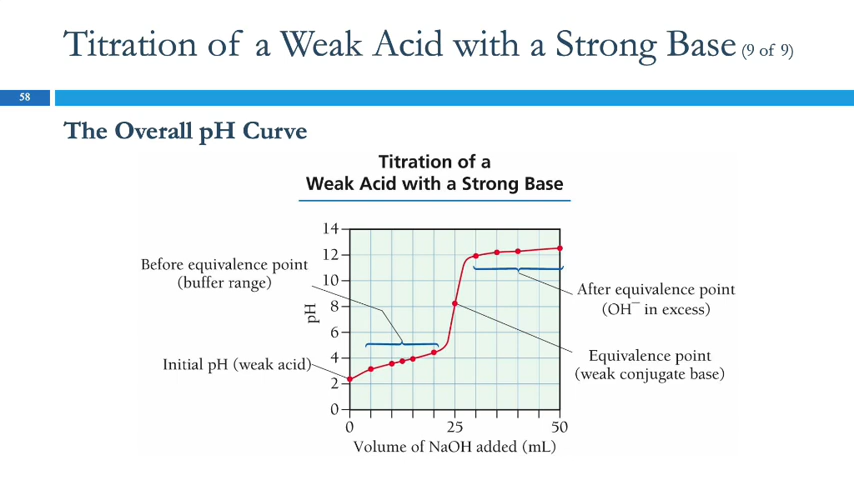 Titration of a Weak Acid with a Strong Base (9 of 9)
58
The Overall pH Curve
Titration of a
Weak Acid with a Strong Base
14
12
10
8
6
4
2
0
pH
Before equivalence point
(buffer range)
Initial pH (weak acid)
After equivalence point
(OH⁻ in excess)
Equivalence point
(weak conjugate base)
0
25
50
Volume of NaOH added (mL)